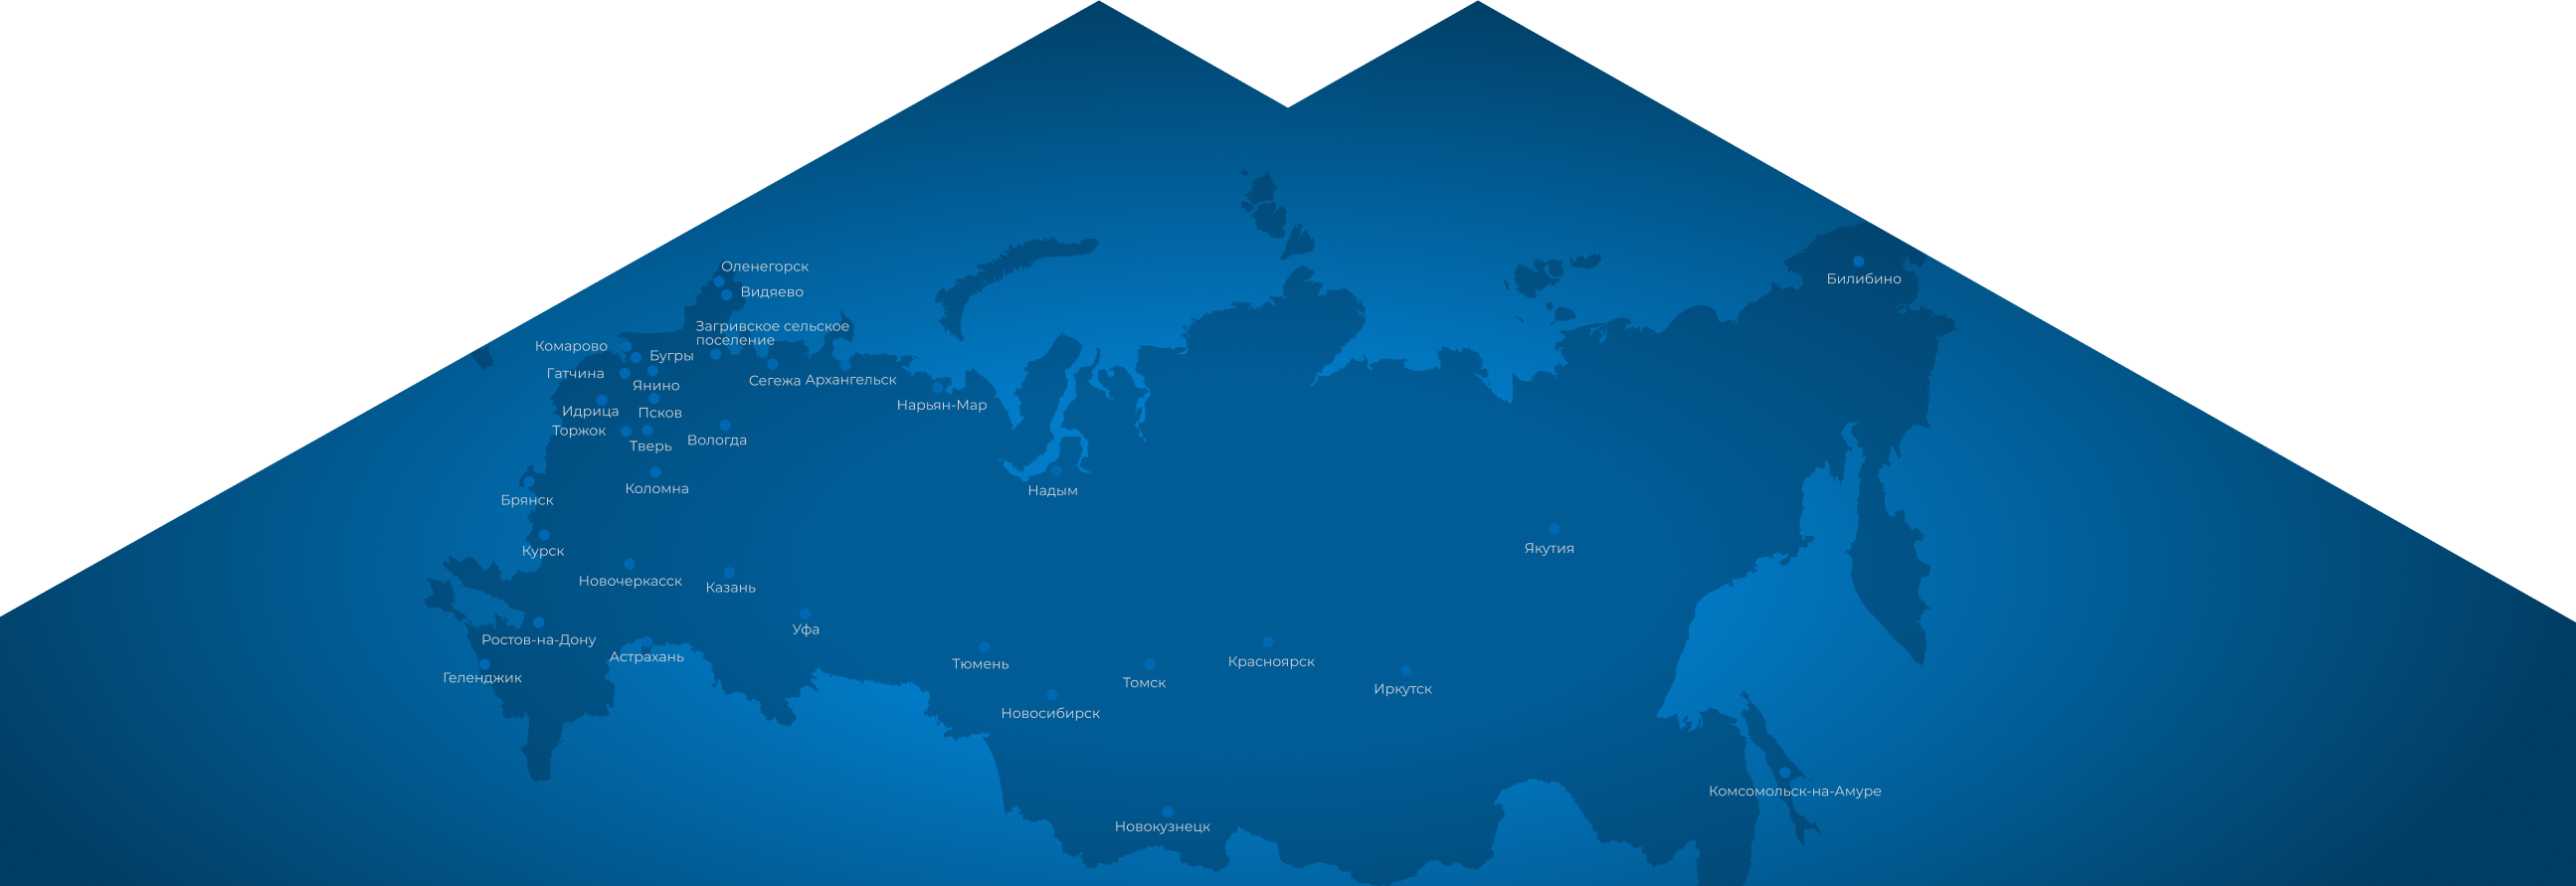 Оленегорск
Билибино
Видяево
Загривское сельское
поселение
Комарово
Бугры
Гатчина
Янино
Сегежа
Архангельск
Нарьян-Мар
Идрица
Псков
Торжок
Тверь
Вологда
Коломна
Надым
Брянск
Курск
Якутия
Новочеркасск
Казань
Уфа
Ростов-на-Дону
Астрахань
Тюмень
Красноярск
Геленджик
Томск
Иркутск
Новосибирск
Комсомольск-на-Амуре
Новокузнецк